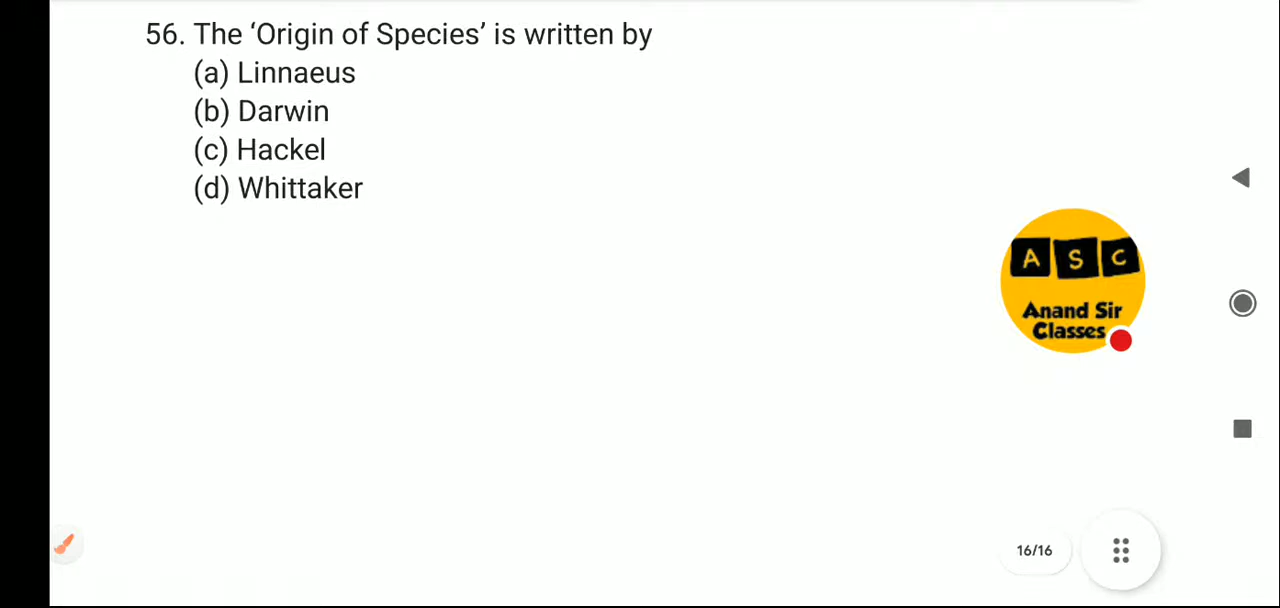 56. The ‘Origin of Species’ is written by
(a) Linnaeus
(b) Darwin
(c) Hackel
(d) Whittaker
A S C
Anand Sir
Classes
16/16